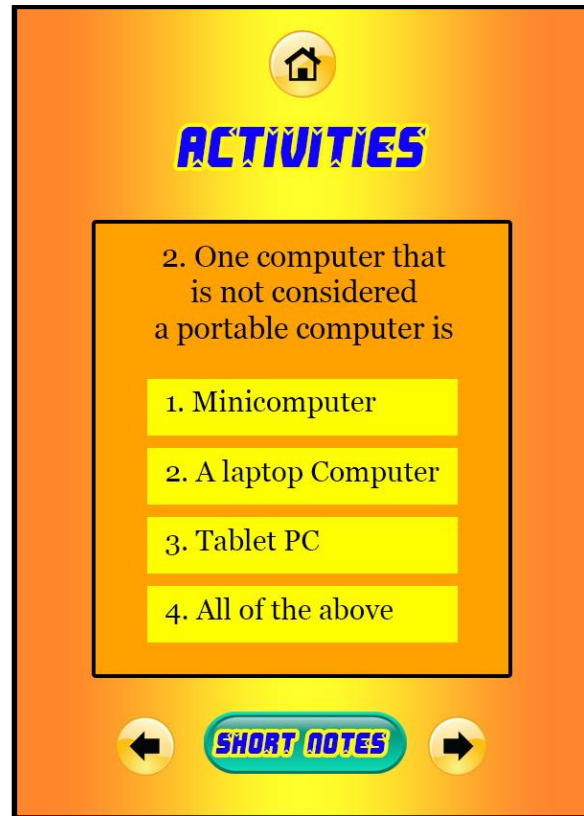 ACTIVITIES
2. One computer that
is not considered
a portable computer is
1. Minicomputer
2. A laptop Computer
3. Tablet PC
4. All of the above
SHORT NOTES